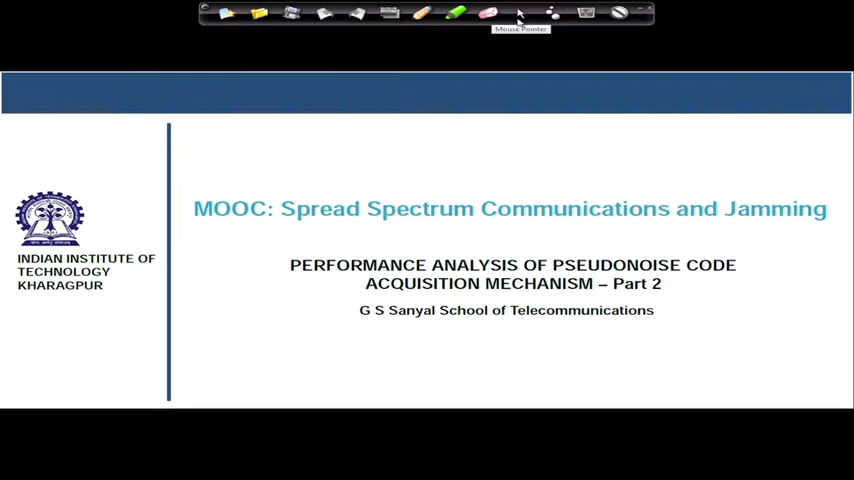 Mouse Pointer
MOOC: Spread Spectrum Communications and Jamming
INDIAN INSTITUTE OF
TECHNOLOGY
KHARAGPUR
PERFORMANCE ANALYSIS OF PSEUDONOISE CODE
ACQUISITION MECHANISM – Part 2
G S Sanyal School of Telecommunications